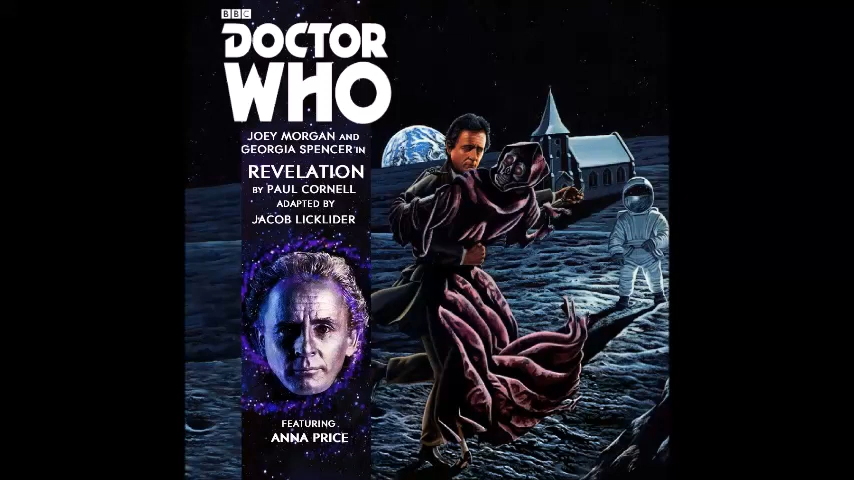 BBC
DOCTOR
WHO
JOEY MORGAN AND
GEORGIA SPENCER IN
REVELATION
BY PAUL CORNELL
ADAPTED BY
JACOB LICKLIDER
FEATURING
ANNA PRICE